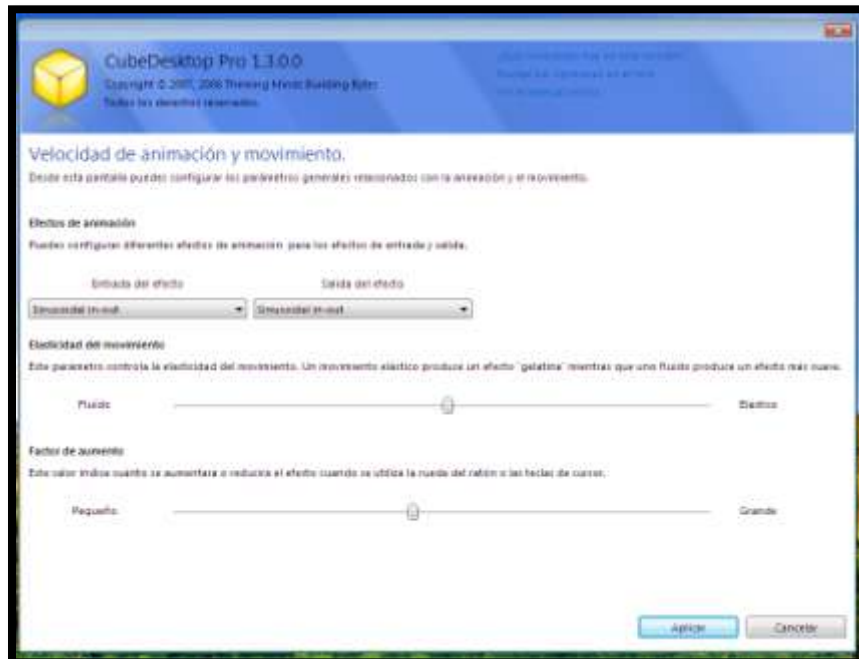 CubeDesktop Pro 1.3.0.0
Copyright © 2007, 2008 Thinking Minds Building Bytes
Todos los derechos reservados.
Velocidad de animación y movimiento.
Desde esta pantalla puedes configurar los parámetros generales relacionados con la animación y el movimiento.
Efectos de animación
Puedes configurar diferentes efectos de animación para los efectos de entrada y salida.
Entrada del efecto Salida del efecto
Sinusoidal in-out Sinusoidal in-out
Elasticidad del movimiento
Este parametro controla la elasticidad del movimiento. Un movimiento elástico produce un efecto "gelatina" mientras que uno fluido produce un efecto más suave.
Fluido Elastico
Factor de aumento
Este valor indica cuánto se aumentara o reducira el efecto cuando se utiliza la rueda del ratón o las teclas de cursor.
Pequeño Grande
Aplicar Cancelar